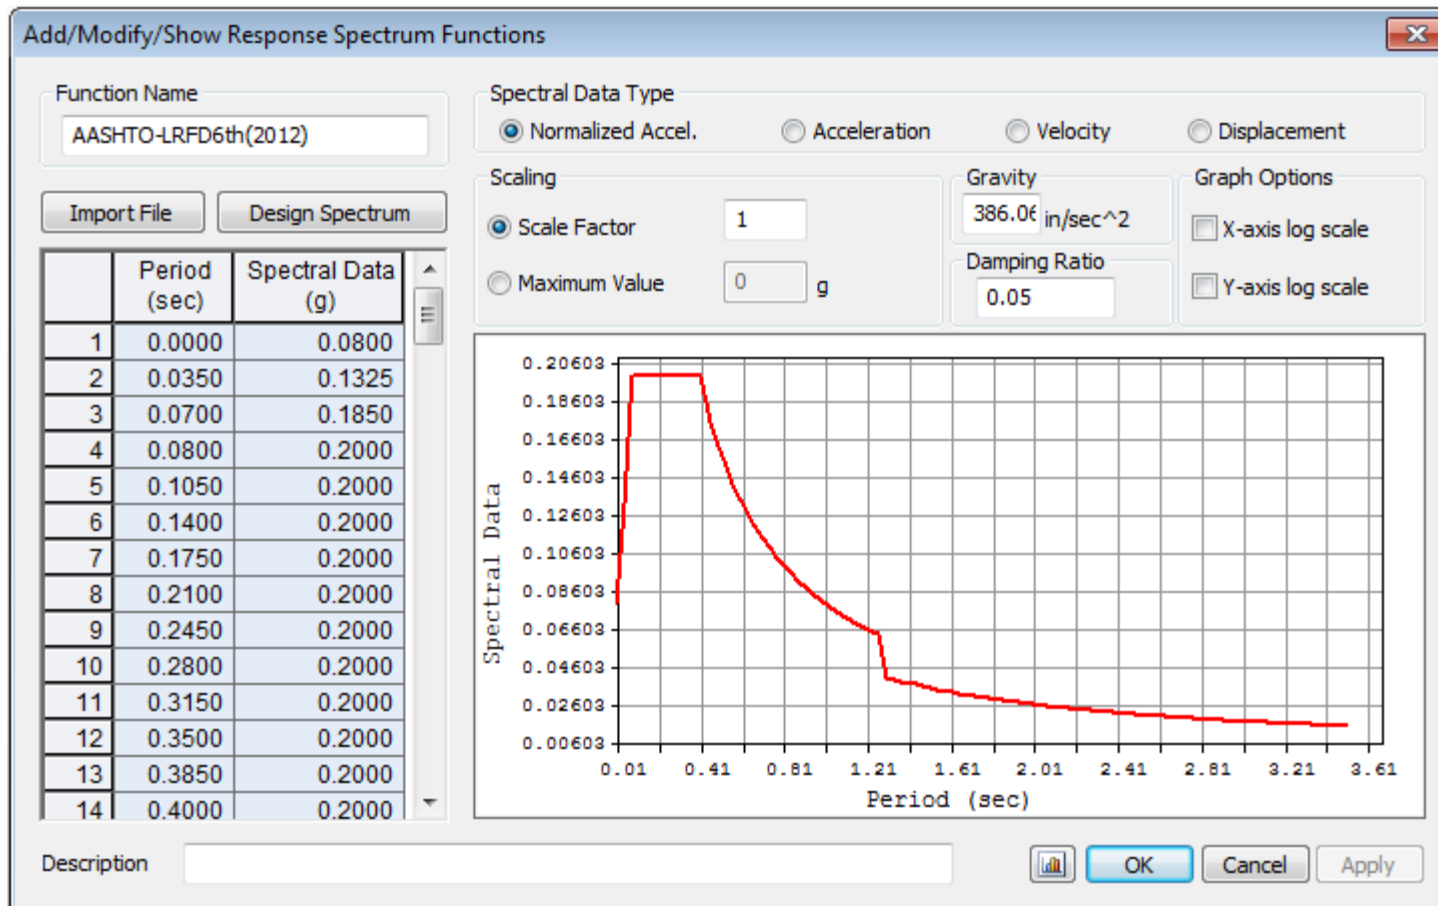 Add/Modify/Show Response Spectrum Functions
Function Name
AASHTO-LRFD6th(2012)
Import File
Design Spectrum
Period (sec) Spectral Data (g)
1 0.0000 0.0800
2 0.0350 0.1325
3 0.0700 0.1850
4 0.0800 0.2000
5 0.1050 0.2000
6 0.1400 0.2000
7 0.1750 0.2000
8 0.2100 0.2000
9 0.2450 0.2000
10 0.2800 0.2000
11 0.3150 0.2000
12 0.3500 0.2000
13 0.3850 0.2000
14 0.4000 0.2000
Spectral Data Type
Normalized Accel. Acceleration Velocity Displacement
Scaling
Scale Factor 1
Maximum Value 0 g
Gravity
386.06 in/sec^2
Damping Ratio
0.05
Graph Options
X-axis log scale
Y-axis log scale
0.20603
0.18603
0.16603
0.14603
0.12603
0.10603
0.08603
0.06603
0.04603
0.02603
0.00603
Spectral Data
0.01 0.41 0.81 1.21 1.61 2.01 2.41 2.81 3.21 3.61
Period (sec)
Description
OK Cancel Apply